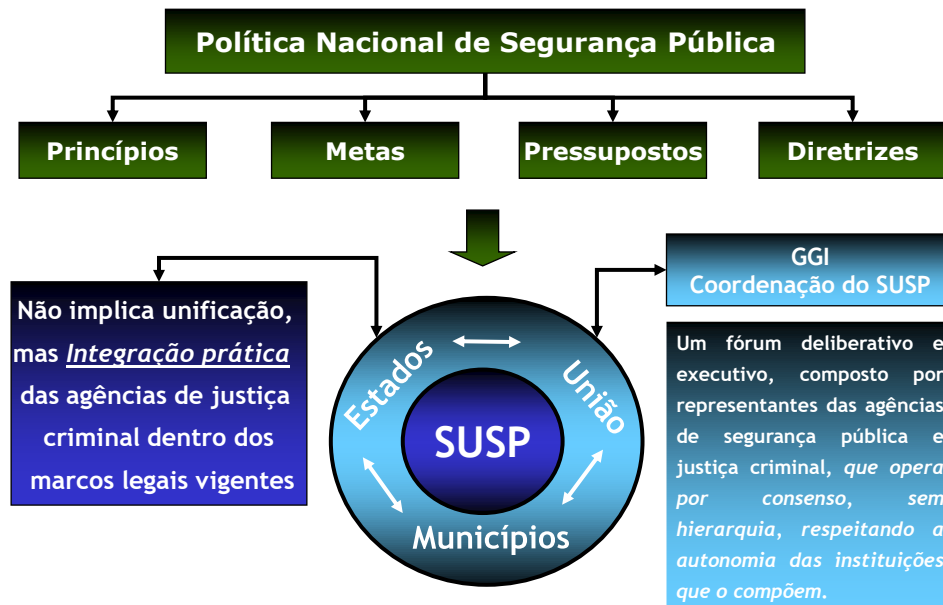 Política Nacional de Segurança Pública
Princípios
Metas
Pressupostos
Diretrizes
GGI
Coordenação do SUSP
Não implica unificação,
mas Integração prática
das agências de justiça
criminal dentro dos
marcos legais vigentes
Estados
União
SUSP
Municípios
Um fórum deliberativo e
executivo, composto por
representantes das agências
de segurança pública e
justiça criminal, que opera
por consenso, sem
hierarquia, respeitando a
autonomia das instituições
que o compõem.